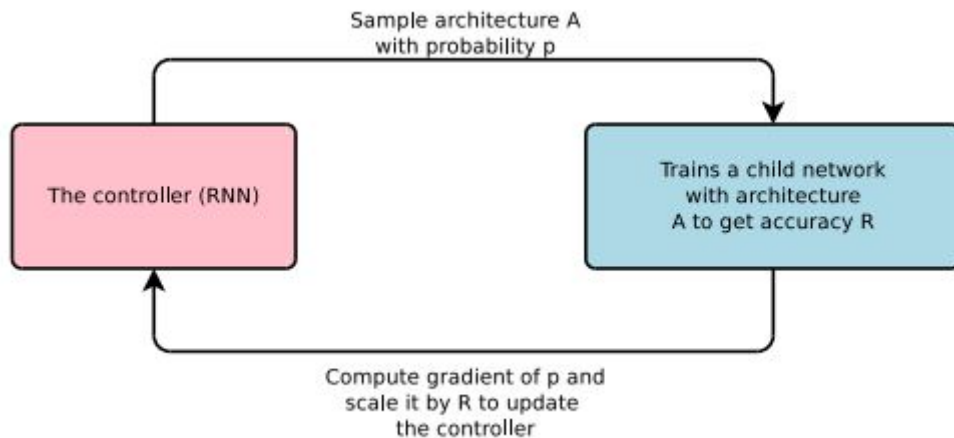 Sample architecture A
with probability p
The controller (RNN)
Trains a child network
with architecture
A to get accuracy R
Compute gradient of p and
scale it by R to update
the controller